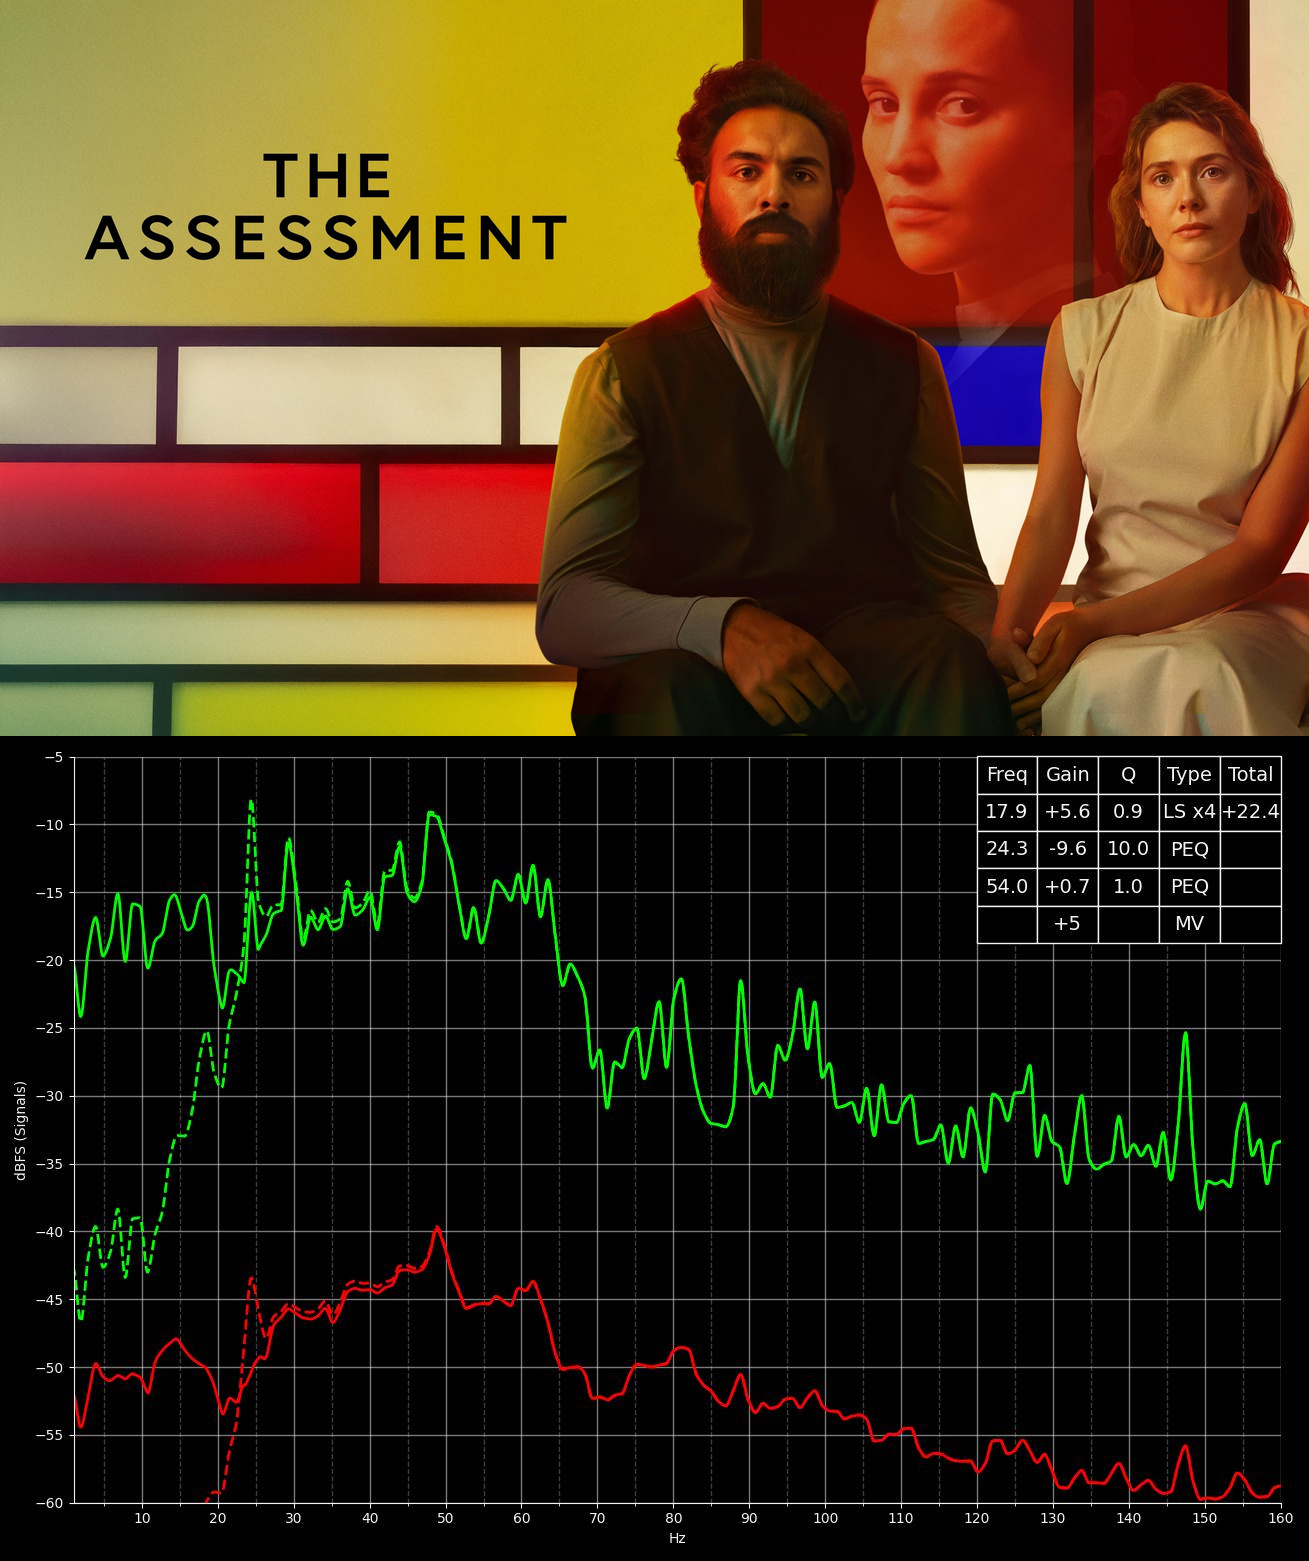 THE
ASSESSMENT
Freq Gain Q Type Total
17.9 +5.6 0.9 LS x4 +22.4
24.3 -9.6 10.0 PEQ
54.0 +0.7 1.0 PEQ
+5 MV
−5
−10
−15
−20
−25
−30
−35
−40
−45
−50
−55
−60
dBFS (Signals)
10 20 30 40 50 60 70 80 90 100 110 120 130 140 150 160
Hz